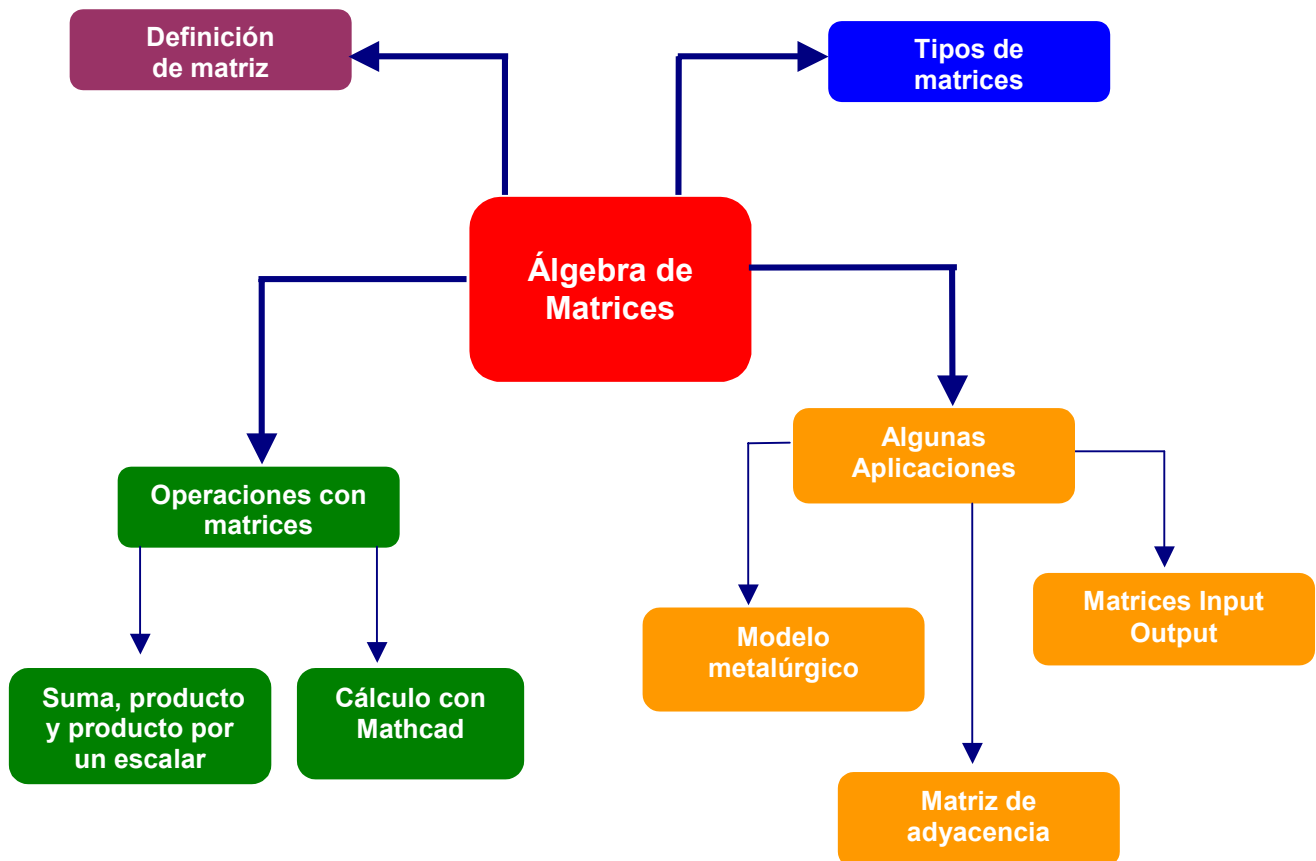 Definición
de matriz
Tipos de
matrices
Álgebra de
Matrices
Algunas
Aplicaciones
Operaciones con
matrices
Matrices Input
Output
Modelo
metalúrgico
Suma, producto
y producto por
un escalar
Cálculo con
Mathcad
Matriz de
adyacencia